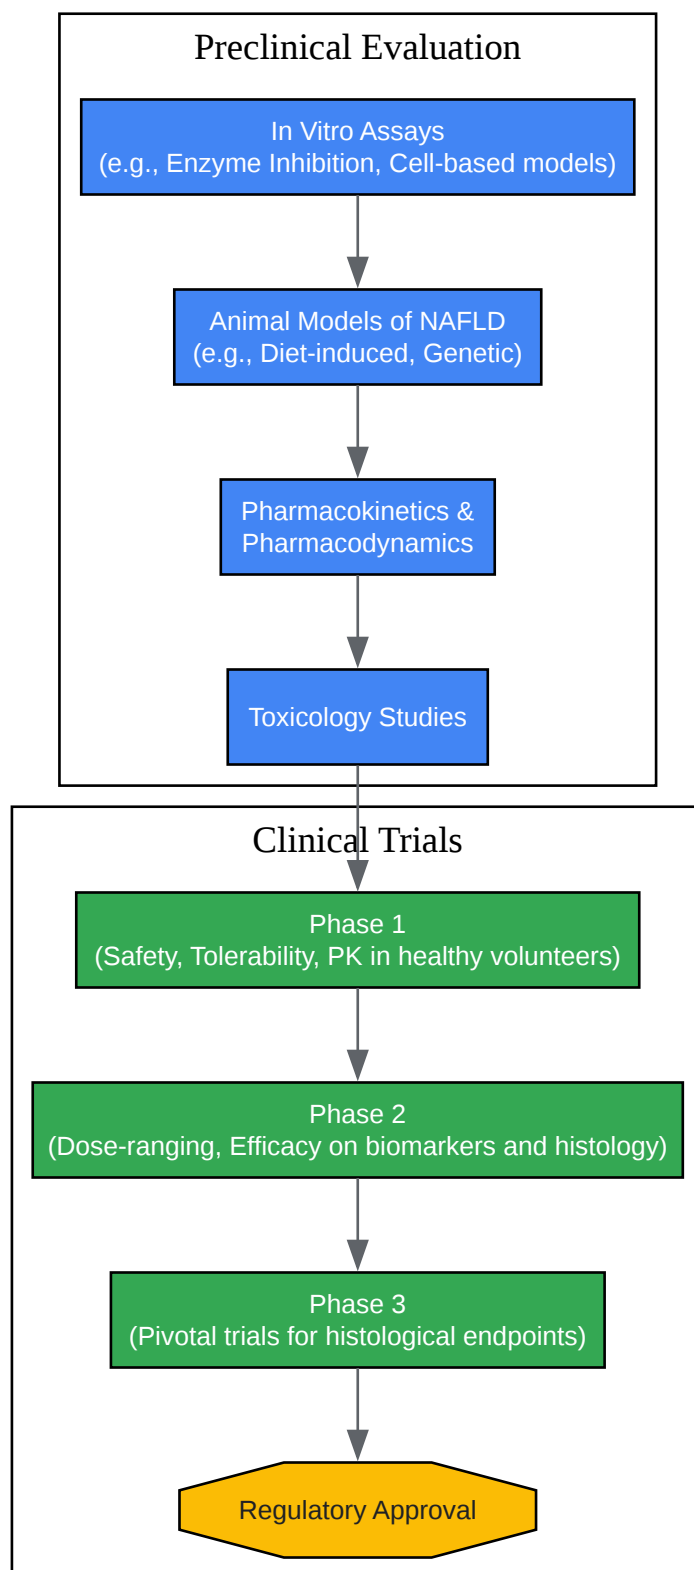 Preclinical Evaluation
In Vitro Assays
(e.g., Enzyme Inhibition, Cell-based models)
Animal Models of NAFLD
(e.g., Diet-induced, Genetic)
Pharmacokinetics &
Pharmacodynamics
Toxicology Studies
Clinical Trials
Phase 1
(Safety, Tolerability, PK in healthy volunteers)
Phase 2
(Dose-ranging, Efficacy on biomarkers and histology)
Phase 3
(Pivotal trials for histological endpoints)
Regulatory Approval